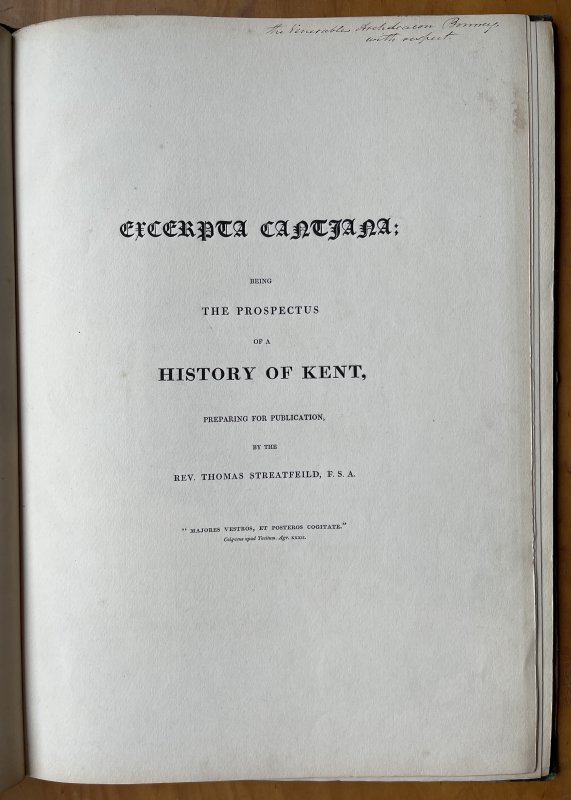 the Venerable Archdeacon Bonney
with respect.
EXCERPTA CANTIANA;
BEING
THE PROSPECTUS
OF A
HISTORY OF KENT,
PREPARING FOR PUBLICATION,
BY THE
REV. THOMAS STREATFEILD, F. S. A.
" MAJORES VESTROS, ET POSTEROS COGITATE."
Galgacus apud Tacitum. Agr. XXXII.